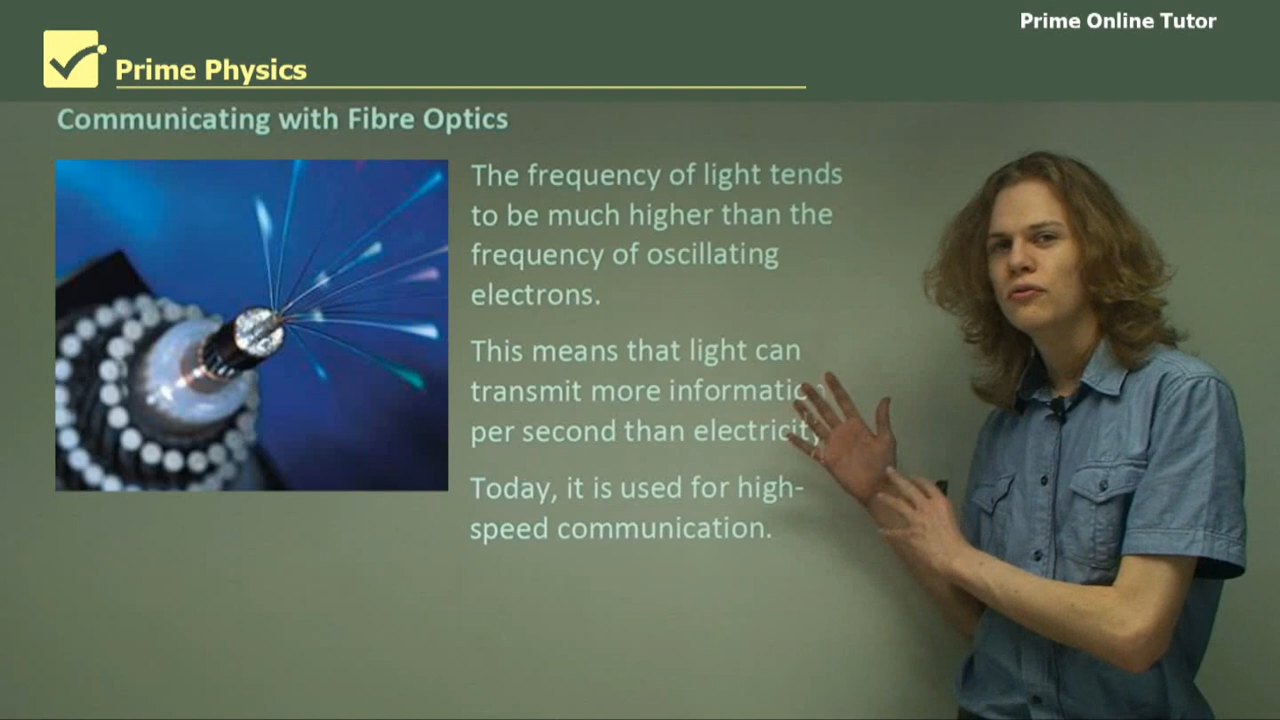 Prime Online Tutor
Prime Physics
Communicating with Fibre Optics
The frequency of light tends
to be much higher than the
frequency of oscillating
electrons.
This means that light can
transmit more informatio
per second than electricity
Today, it is used for high-
speed communication.